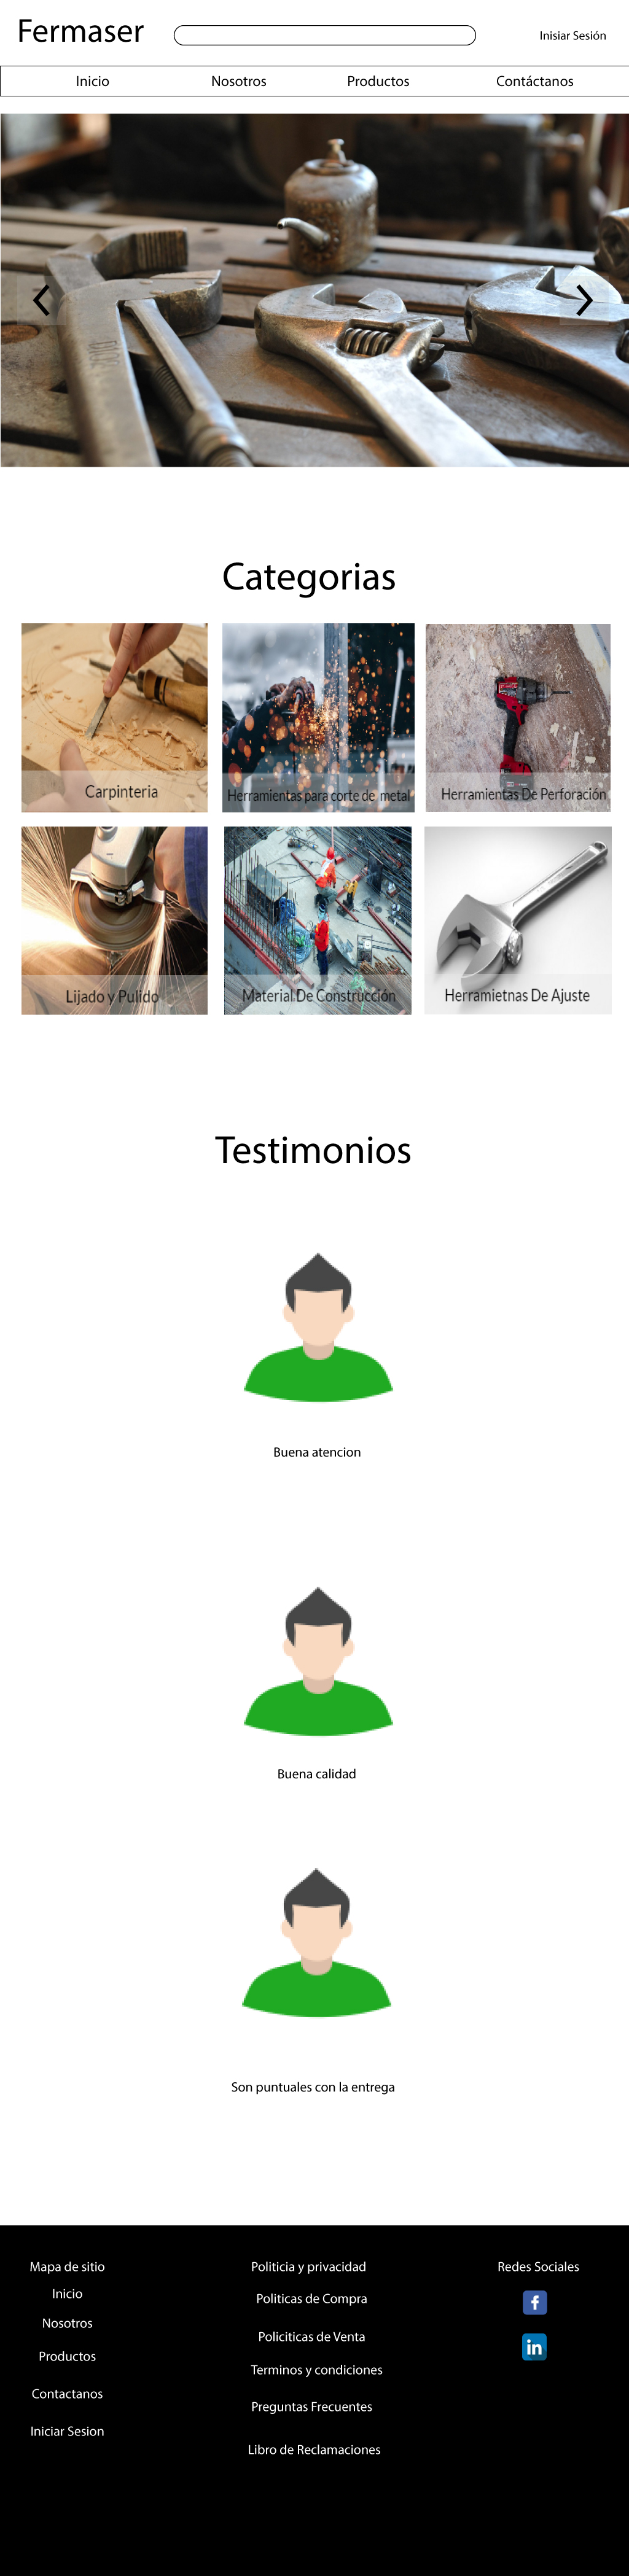 Fermaser
Inisiar Sesión
Inicio
Nosotros
Productos
Contáctanos
Categorias
Carpinteria
Herramientas para corte de metal
Herramientas De Perforación
Lijado y Pulido
Material De Construcción
Herramietnas De Ajuste
Testimonios
Buena atencion
Buena calidad
Son puntuales con la entrega
Mapa de sitio
Inicio
Nosotros
Productos
Contactanos
Iniciar Sesion
Politicia y privacidad
Politicas de Compra
Policiticas de Venta
Terminos y condiciones
Preguntas Frecuentes
Libro de Reclamaciones
Redes Sociales
f
in